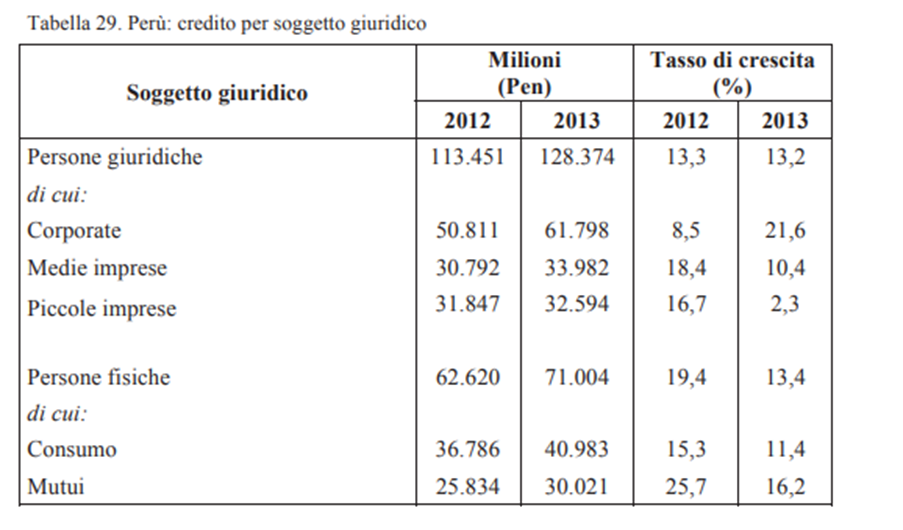 Tabella 29. Perù: credito per soggetto giuridico
Soggetto giuridico Milioni (Pen) Tasso di crescita (%)
2012 2013 2012 2013
Persone giuridiche 113.451 128.374 13,3 13,2
di cui:
Corporate 50.811 61.798 8,5 21,6
Medie imprese 30.792 33.982 18,4 10,4
Piccole imprese 31.847 32.594 16,7 2,3
Persone fisiche 62.620 71.004 19,4 13,4
di cui:
Consumo 36.786 40.983 15,3 11,4
Mutui 25.834 30.021 25,7 16,2